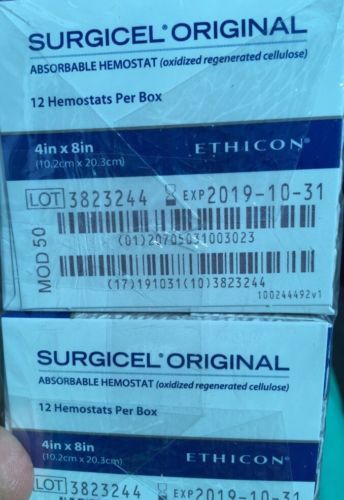 SURGICEL® ORIGINAL
ABSORBABLE HEMOSTAT (oxidized regenerated cellulose)
12 Hemostats Per Box
4in x 8in
(10.2cm x 20.3cm)
ETHICON®
LOT 3823244 EXP 2019-10-31
MOD 50
(01)20705031003023
(17)191031(10)3823244
100244492v1
SURGICEL® ORIGINAL
ABSORBABLE HEMOSTAT (oxidized regenerated cellulose)
12 Hemostats Per Box
4in x 8in
(10.2cm x 20.3cm)
ETHICON®
LOT 3823244 EXP 2019-10-31